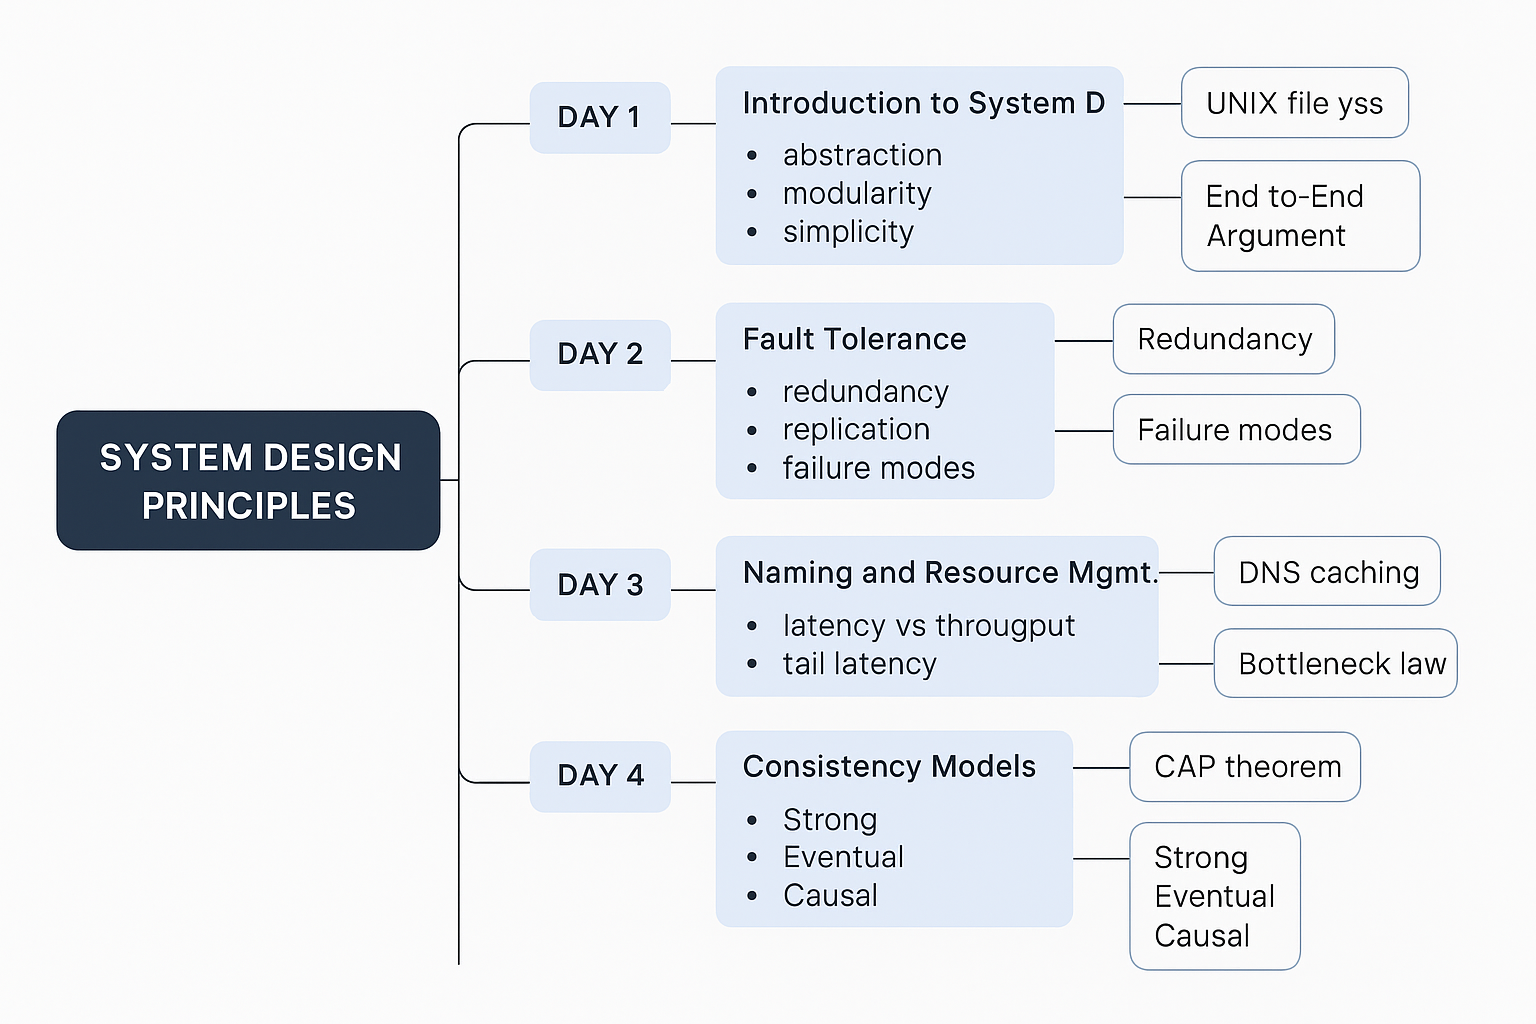 SYSTEM DESIGN
PRINCIPLES
DAY 1
Introduction to System D
• abstraction
• modularity
• simplicity
UNIX file yss
End to-End
Argument
DAY 2
Fault Tolerance
• redundancy
• replication
• failure modes
Redundancy
Failure modes
DAY 3
Naming and Resource Mgmt.
• latency vs througput
• tail latency
DNS caching
Bottleneck law
DAY 4
Consistency Models
• Strong
• Eventual
• Causal
CAP theorem
Strong
Eventual
Causal